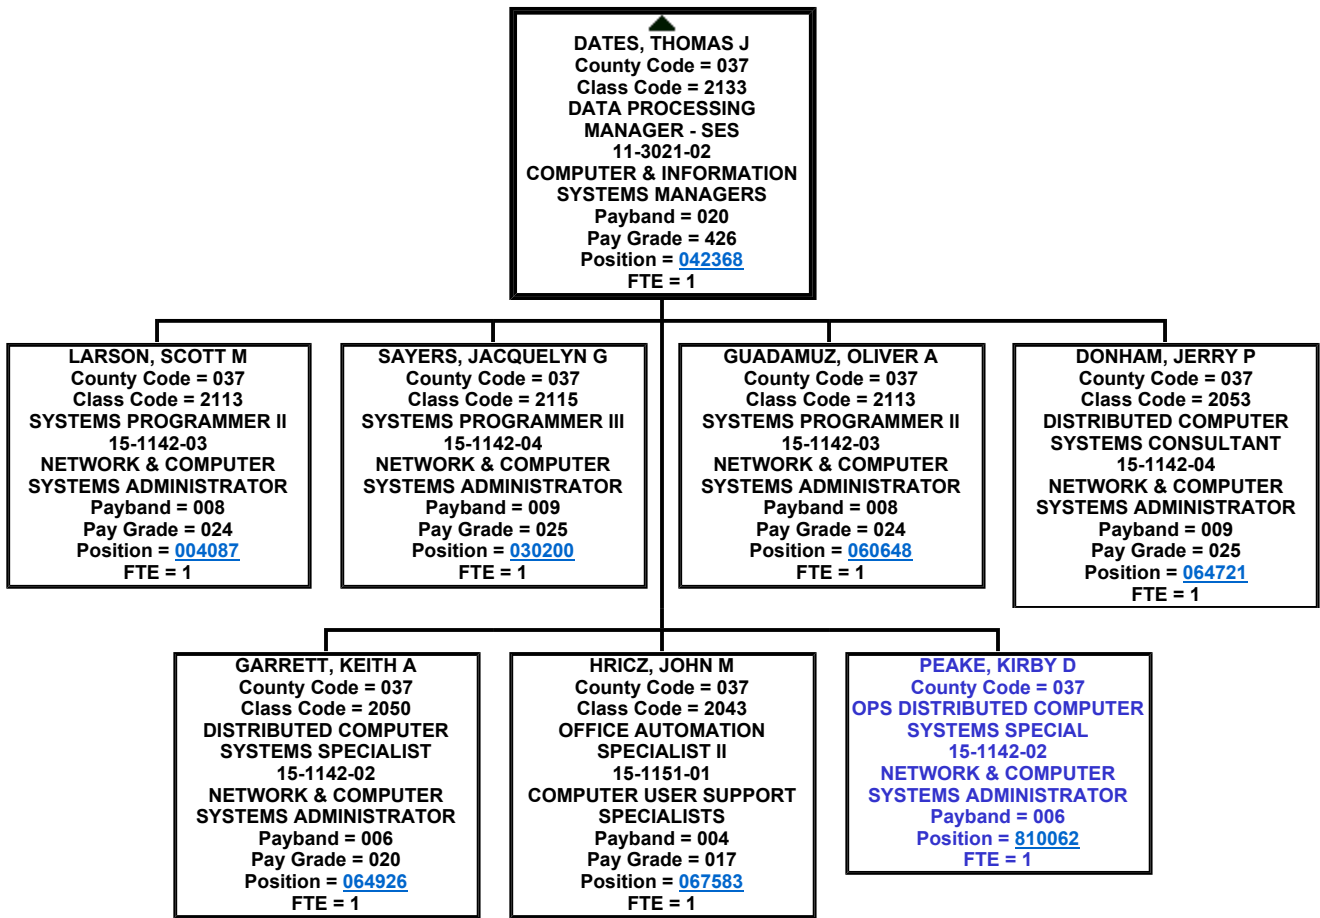 DATES, THOMAS J
County Code = 037
Class Code = 2133
DATA PROCESSING
MANAGER - SES
11-3021-02
COMPUTER & INFORMATION
SYSTEMS MANAGERS
Payband = 020
Pay Grade = 426
Position = 042368
FTE = 1
LARSON, SCOTT M
County Code = 037
Class Code = 2113
SYSTEMS PROGRAMMER II
15-1142-03
NETWORK & COMPUTER
SYSTEMS ADMINISTRATOR
Payband = 008
Pay Grade = 024
Position = 004087
FTE = 1
SAYERS, JACQUELYN G
County Code = 037
Class Code = 2115
SYSTEMS PROGRAMMER III
15-1142-04
NETWORK & COMPUTER
SYSTEMS ADMINISTRATOR
Payband = 009
Pay Grade = 025
Position = 030200
FTE = 1
GUADAMUZ, OLIVER A
County Code = 037
Class Code = 2113
SYSTEMS PROGRAMMER II
15-1142-03
NETWORK & COMPUTER
SYSTEMS ADMINISTRATOR
Payband = 008
Pay Grade = 024
Position = 060648
FTE = 1
DONHAM, JERRY P
County Code = 037
Class Code = 2053
DISTRIBUTED COMPUTER
SYSTEMS CONSULTANT
15-1142-04
NETWORK & COMPUTER
SYSTEMS ADMINISTRATOR
Payband = 009
Pay Grade = 025
Position = 064721
FTE = 1
GARRETT, KEITH A
County Code = 037
Class Code = 2050
DISTRIBUTED COMPUTER
SYSTEMS SPECIALIST
15-1142-02
NETWORK & COMPUTER
SYSTEMS ADMINISTRATOR
Payband = 006
Pay Grade = 020
Position = 064926
FTE = 1
HRICZ, JOHN M
County Code = 037
Class Code = 2043
OFFICE AUTOMATION
SPECIALIST II
15-1151-01
COMPUTER USER SUPPORT
SPECIALISTS
Payband = 004
Pay Grade = 017
Position = 067583
FTE = 1
PEAKE, KIRBY D
County Code = 037
OPS DISTRIBUTED COMPUTER
SYSTEMS SPECIAL
15-1142-02
NETWORK & COMPUTER
SYSTEMS ADMINISTRATOR
Payband = 006
Position = 810062
FTE = 1